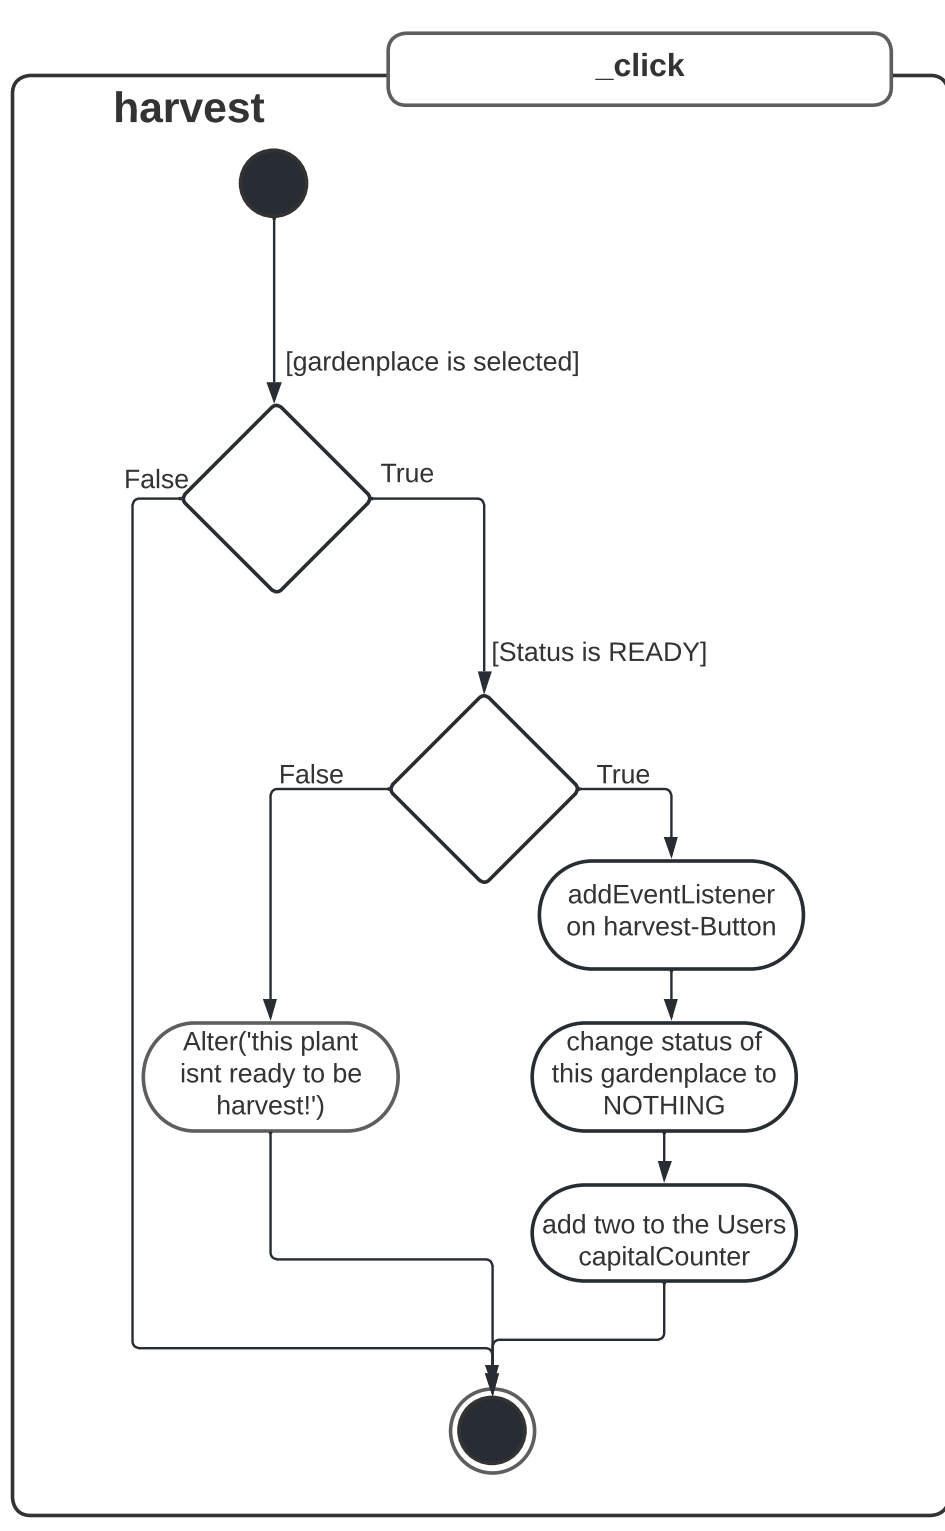 _click
harvest
[gardenplace is selected]
False
True
[Status is READY]
False
True
addEventListener
on harvest-Button
Alter('this plant
isnt ready to be
harvest!')
change status of
this gardenplace to
NOTHING
add two to the Users
capitalCounter